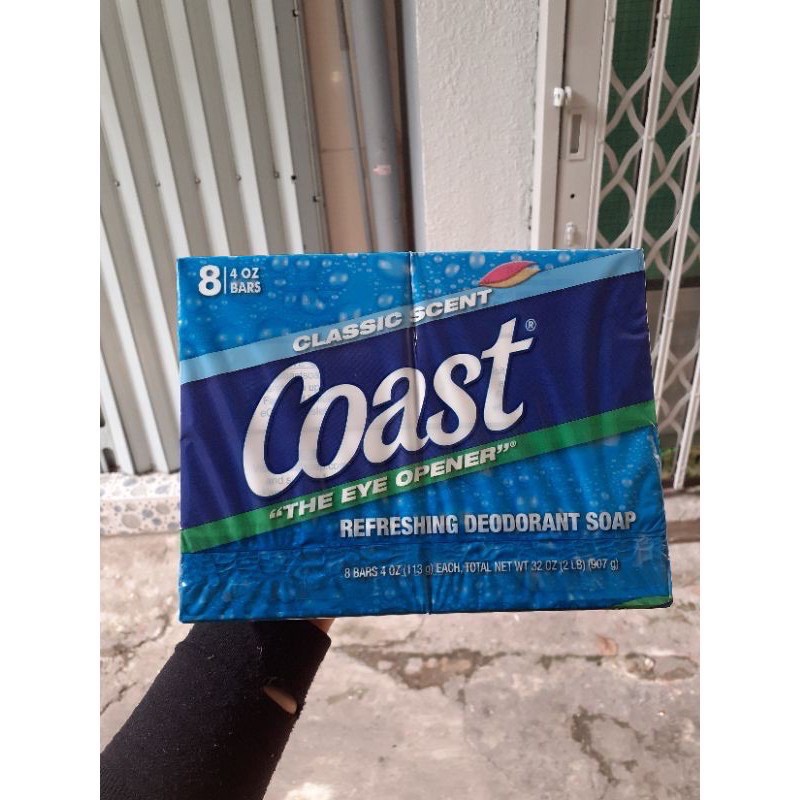 8 4 OZ
BARS
CLASSIC SCENT
Coast®
"THE EYE OPENER"®
REFRESHING DEODORANT SOAP
8 BARS 4 OZ (113 g) EACH, TOTAL NET WT 32 OZ (2 LB) (907 g)